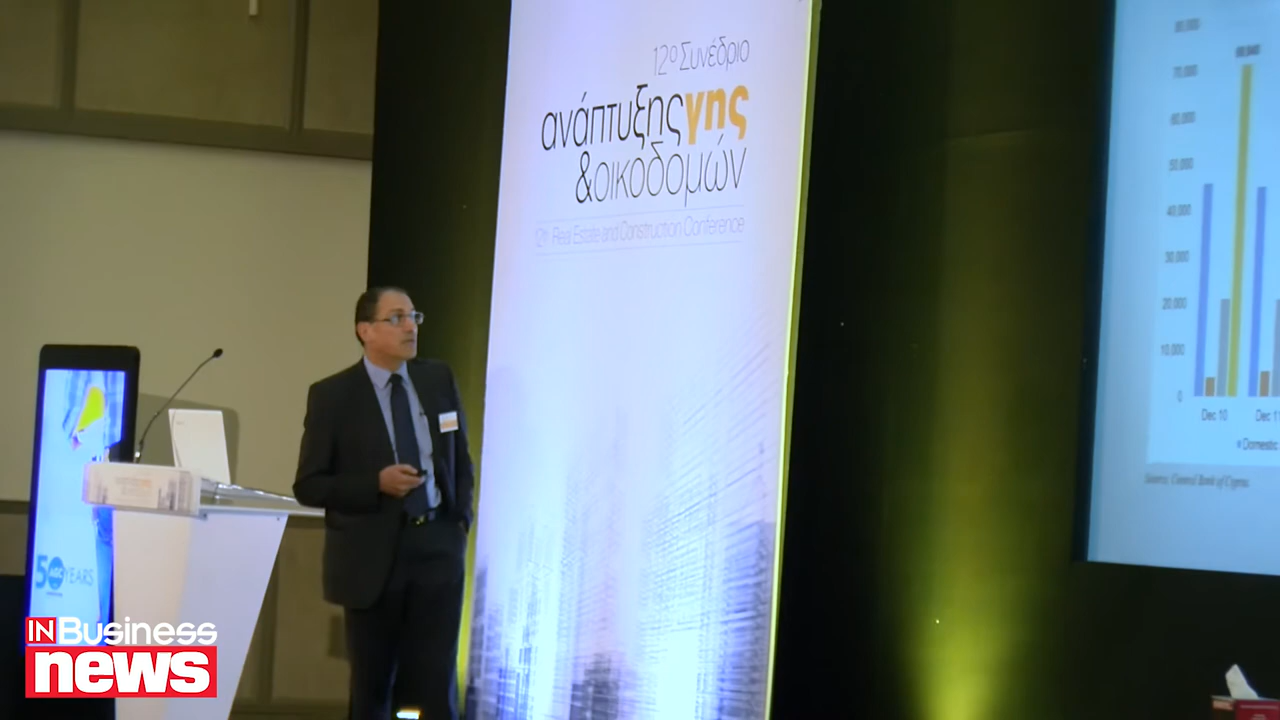 12ο Συνέδριο
ανάπτυξηςγης
&οικοδομών
12th Real Estate and Construction Conference
80,000
70,000
60,000
50,000
40,000
30,000
20,000
10,000
0
Dec 10
Domestic
Source: Central Bank of Cyprus
50 YEARS
IN Business
news